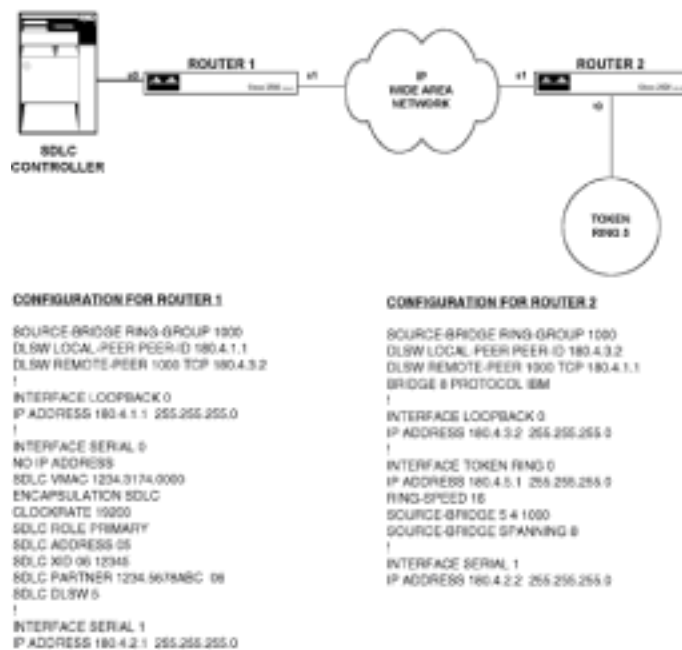 ROUTER 1
ROUTER 2
s1
IP
WIDE AREA
NETWORK
s1
SDLC
CONTROLLER
TOKEN
RING 5
CONFIGURATION FOR ROUTER 1
SOURCE-BRIDGE RING-GROUP 1000
DLSW LOCAL-PEER PEER-ID 180.4.1.1
DLSW REMOTE-PEER 1000 TCP 180.4.3.2
!
INTERFACE LOOPBACK 0
IP ADDRESS 180.4.1.1 255.255.255.0
!
INTERFACE SERIAL 0
NO IP ADDRESS
SDLC VMAC 1234.3174.0000
ENCAPSULATION SDLC
CLOCKRATE 19200
SDLC ROLE PRIMARY
SDLC ADDRESS 05
SDLC XID 06 12345
SDLC PARTNER 1234.5678ABC 06
SDLC DLSW 5
!
INTERFACE SERIAL 1
IP ADDRESS 180.4.2.1 255.255.255.0
CONFIGURATION FOR ROUTER 2
SOURCE-BRIDGE RING-GROUP 1000
DLSW LOCAL-PEER PEER-ID 180.4.3.2
DLSW REMOTE-PEER 1000 TCP 180.4.1.1
BRIDGE 8 PROTOCOL IBM
!
INTERFACE LOOPBACK 0
IP ADDRESS 180.4.3.2 255.255.255.0
!
INTERFACE TOKEN RING 0
IP ADDRESS 180.4.5.1 255.255.255.0
RING-SPEED 16
SOURCE-BRIDGE 5 4 1000
SOURCE-BRIDGE SPANNING 8
!
INTERFACE SERIAL 1
IP ADDRESS 180.4.2.2 255.255.255.0